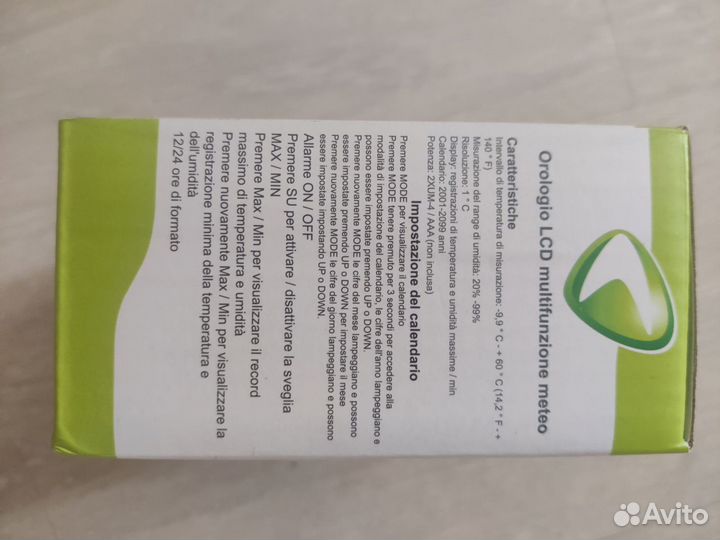 Orologio LCD multifunzione meteo
Caratteristiche
Intervallo di temperatura di misurazione: -9,9 ° C - + 60 ° C (14,2 ° F - +
140 ° F)
Misurazione del range di umidità: 20% -99%
Risoluzione: 1 ° C
Display: registrazioni di temperatura e umidità massime / min
Calendario: 2001-2099 anni
Potenza: 2XUM-4 / AAA (non inclusa)
Impostazione del calendario
Premere MODE per visualizzare il calendario
Premere MODE tenere premuto per 3 secondi per accedere alla
modalità di impostazione del calendario, le cifre dell'anno lampeggiano e
possono essere impostate premendo UP o DOWN.
Premere nuovamente MODE le cifre del mese lampeggiano e possono
essere impostate premendo UP o DOWN per impostare il mese
Premere nuovamente MODE le cifre del giorno lampeggiano e possono
essere impostate impostando UP o DOWN.
Allarme ON / OFF
Premere SU per attivare / disattivare la sveglia
MAX / MIN
Premere Max / Min per visualizzare il record
massimo di temperatura e umidità
Premere nuovamente Max / Min per visualizzare la
registrazione minima della temperatura e
dell'umidità
12/24 ore di formato
Avito